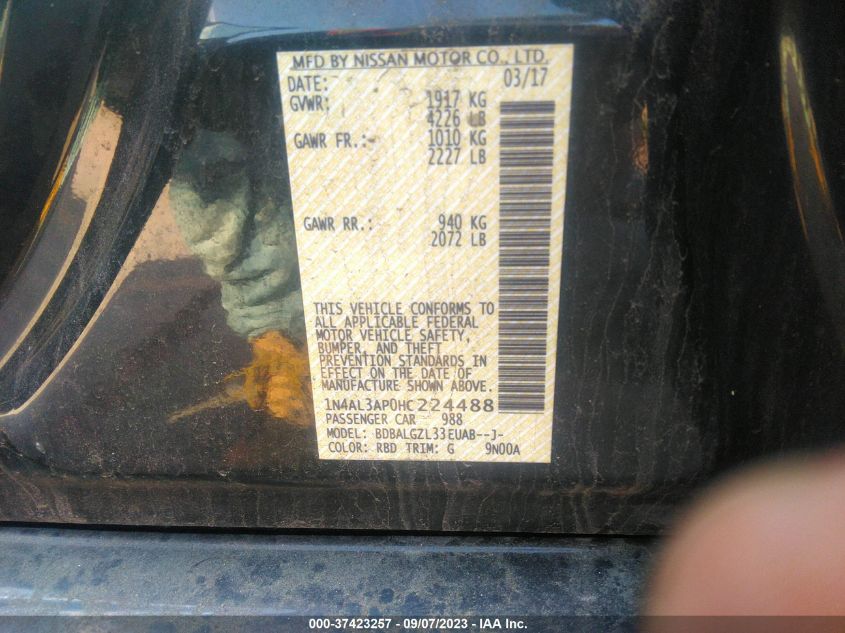 MFD BY NISSAN MOTOR CO., LTD.
DATE: 03/17
GVWR: 1917 KG
4226 LB
GAWR FR.: 1010 KG
2227 LB
GAWR RR.: 940 KG
2072 LB
THIS VEHICLE CONFORMS TO
ALL APPLICABLE FEDERAL
MOTOR VEHICLE SAFETY,
BUMPER, AND THEFT
PREVENTION STANDARDS IN
EFFECT ON THE DATE OF
MANUFACTURE SHOWN ABOVE.
1N4AL3AP0HC224488
PASSENGER CAR 988
MODEL: BDBALGZL33EUAB--J-
COLOR: RBD TRIM: G 9N00A
000-37423257 - 09/07/2023 - IAA Inc.